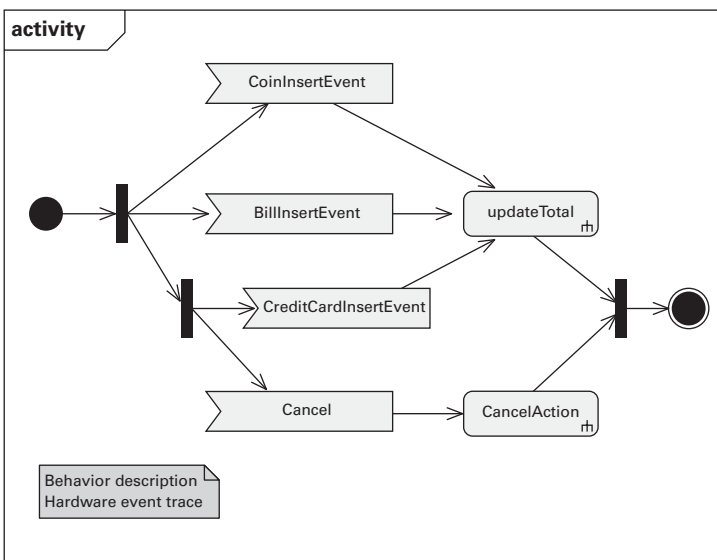 activity
CoinInsertEvent
BillInsertEvent
updateTotal
CreditCardInsertEvent
Cancel
CancelAction
Behavior description
Hardware event trace